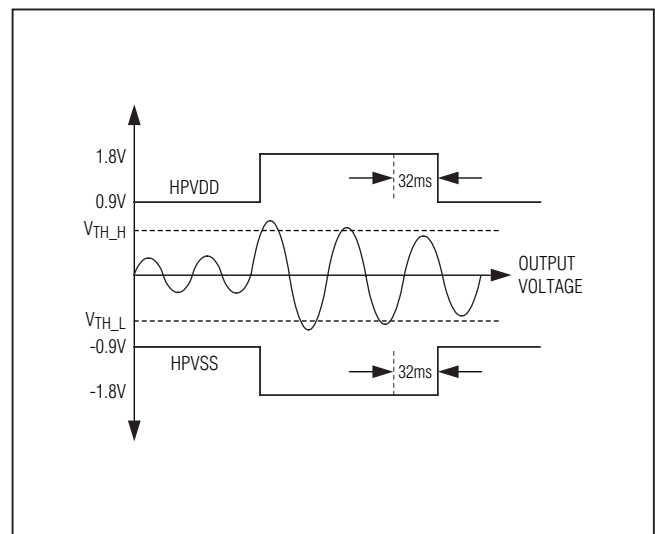 1.8V
HPVDD
32ms
0.9V
VTH_H
OUTPUT
VOLTAGE
VTH_L
-0.9V
HPVSS
32ms
-1.8V